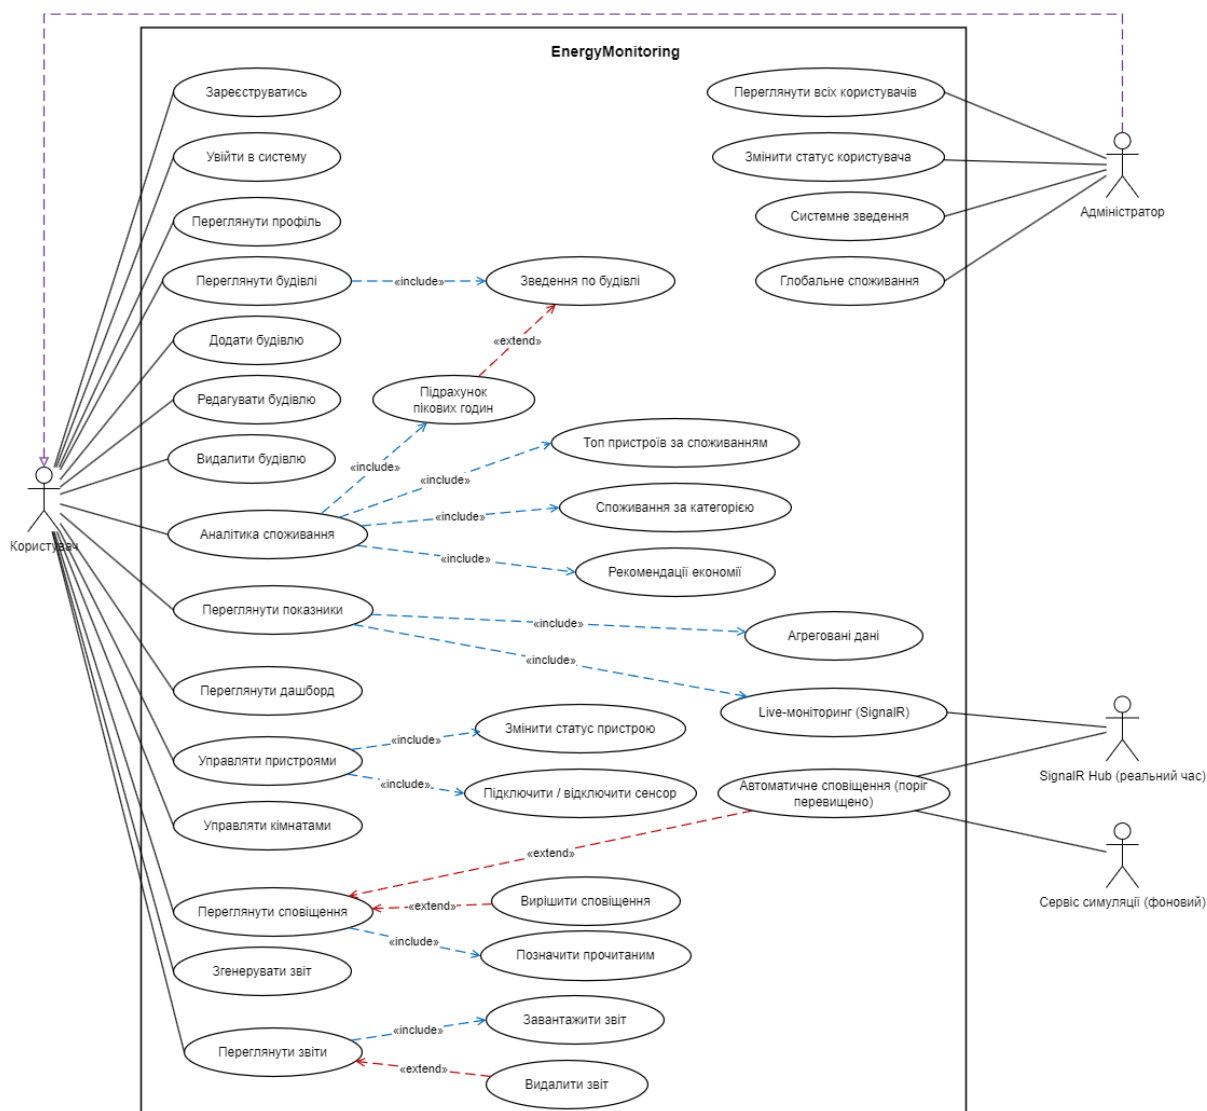 EnergyMonitoring
Зареєструватись
Переглянути всіх користувачів
Увійти в систему
Змінити статус користувача
Адміністратор
Переглянути профіль
Системне зведення
Переглянути будівлі
«include»
Зведення по будівлі
Глобальне споживання
Додати будівлю
«extend»
Редагувати будівлю
Підрахунок
пікових годин
Видалити будівлю
Топ пристроїв за споживанням
«include»
«include»
Споживання за категорією
«include»
Користувач
Аналітика споживання
«include»
Рекомендації економії
Переглянути показники
«include»
Агреговані дані
«include»
Переглянути дашборд
Live-моніторинг (SignalR)
Змінити статус пристрою
«include»
Управляти пристроями
SignalR Hub (реальний час)
«include»
Підключити / відключити сенсор
Автоматичне сповіщення (поріг
перевищено)
Управляти кімнатами
«extend»
Вирішити сповіщення
«extend»
Переглянути сповіщення
Сервіс симуляції (фоновий)
«include»
Позначити прочитаним
Згенерувати звіт
Завантажити звіт
«include»
Переглянути звіти
«extend»
Видалити звіт